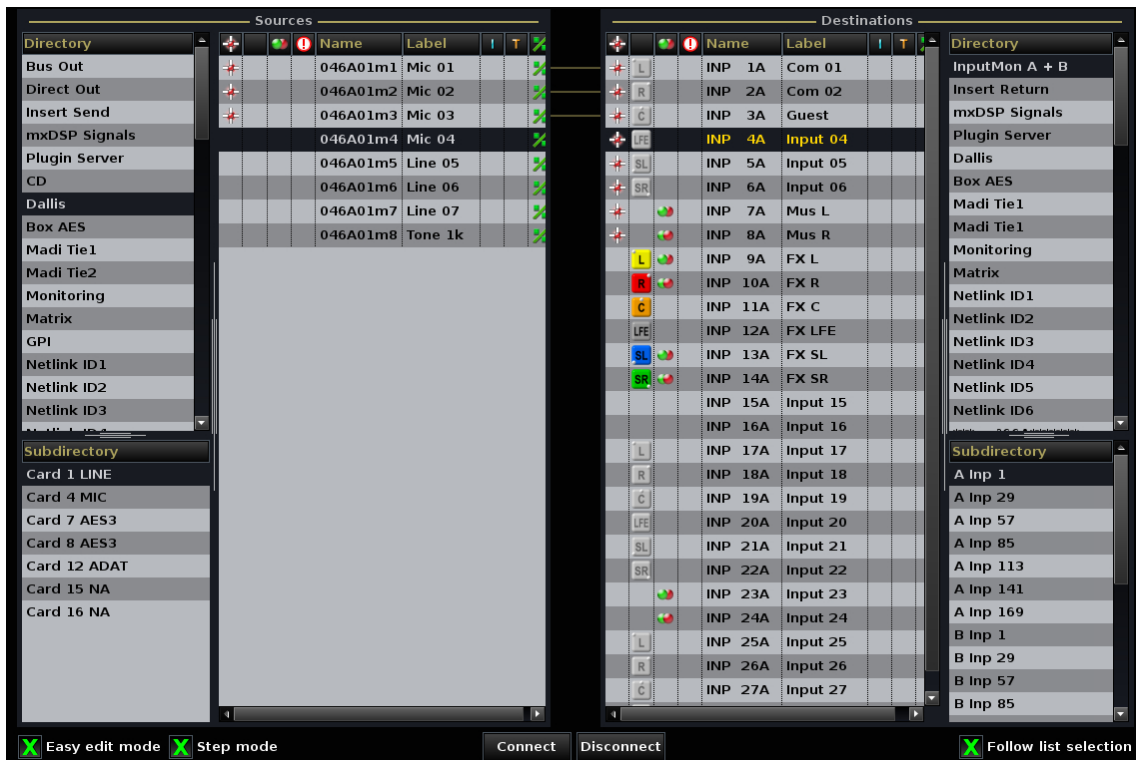 Sources
Destinations
Directory
Bus Out
Direct Out
Insert Send
mxDSP Signals
Plugin Server
CD
Dallis
Box AES
Madi Tie1
Madi Tie2
Monitoring
Matrix
GPI
Netlink ID1
Netlink ID2
Netlink ID3
Subdirectory
Card 1 LINE
Card 4 MIC
Card 7 AES3
Card 8 AES3
Card 12 ADAT
Card 15 NA
Card 16 NA
Name Label I T
046A01m1 Mic 01
046A01m2 Mic 02
046A01m3 Mic 03
046A01m4 Mic 04
046A01m5 Line 05
046A01m6 Line 06
046A01m7 Line 07
046A01m8 Tone 1k
Name Label I T
L INP 1A Com 01
R INP 2A Com 02
C INP 3A Guest
LFE INP 4A Input 04
SL INP 5A Input 05
SR INP 6A Input 06
INP 7A Mus L
INP 8A Mus R
L INP 9A FX L
R INP 10A FX R
C INP 11A FX C
LFE INP 12A FX LFE
SL INP 13A FX SL
SR INP 14A FX SR
INP 15A Input 15
INP 16A Input 16
L INP 17A Input 17
R INP 18A Input 18
C INP 19A Input 19
LFE INP 20A Input 20
SL INP 21A Input 21
SR INP 22A Input 22
INP 23A Input 23
INP 24A Input 24
L INP 25A Input 25
R INP 26A Input 26
C INP 27A Input 27
Directory
InputMon A + B
Insert Return
mxDSP Signals
Plugin Server
Dallis
Box AES
Madi Tie1
Madi Tie1
Monitoring
Matrix
Netlink ID1
Netlink ID2
Netlink ID3
Netlink ID4
Netlink ID5
Netlink ID6
Subdirectory
A Inp 1
A Inp 29
A Inp 57
A Inp 85
A Inp 113
A Inp 141
A Inp 169
B Inp 1
B Inp 29
B Inp 57
B Inp 85
X Easy edit mode X Step mode Connect Disconnect X Follow list selection